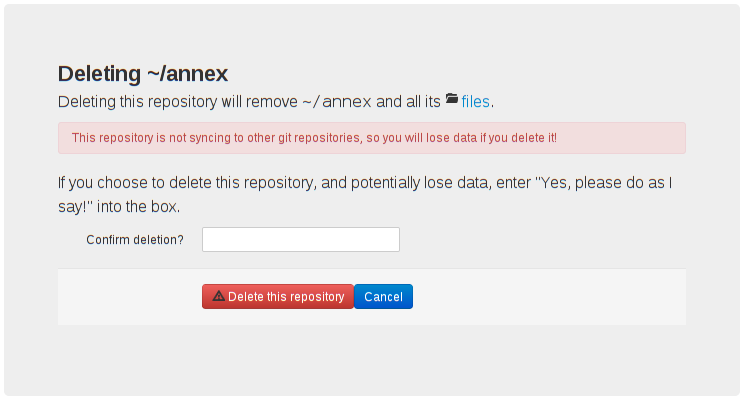 Deleting ~/annex
Deleting this repository will remove ~/annex and all its files.
This repository is not syncing to other git repositories, so you will lose data if you delete it!
If you choose to delete this repository, and potentially lose data, enter "Yes, please do as I
say!" into the box.
Confirm deletion?
Delete this repository Cancel